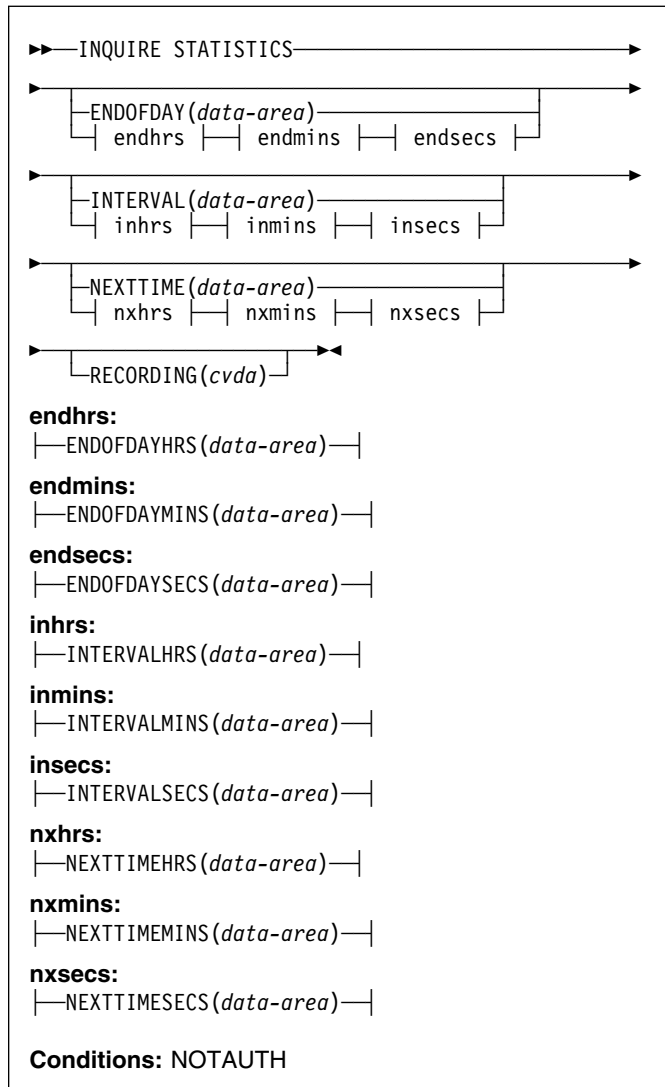 INQUIRE STATISTICS
ENDOFDAY(data-area)
endhrs endmins endsecs
INTERVAL(data-area)
inhrs inmins insecs
NEXTTIME(data-area)
nxhrs nxmins nxsecs
RECORDING(cvda)
endhrs:
ENDOFDAYHRS(data-area)
endmins:
ENDOFDAYMINS(data-area)
endsecs:
ENDOFDAYSECS(data-area)
inhrs:
INTERVALHRS(data-area)
inmins:
INTERVALMINS(data-area)
insecs:
INTERVALSECS(data-area)
nxhrs:
NEXTTIMEHRS(data-area)
nxmins:
NEXTTIMEMINS(data-area)
nxsecs:
NEXTTIMESECS(data-area)
Conditions: NOTAUTH